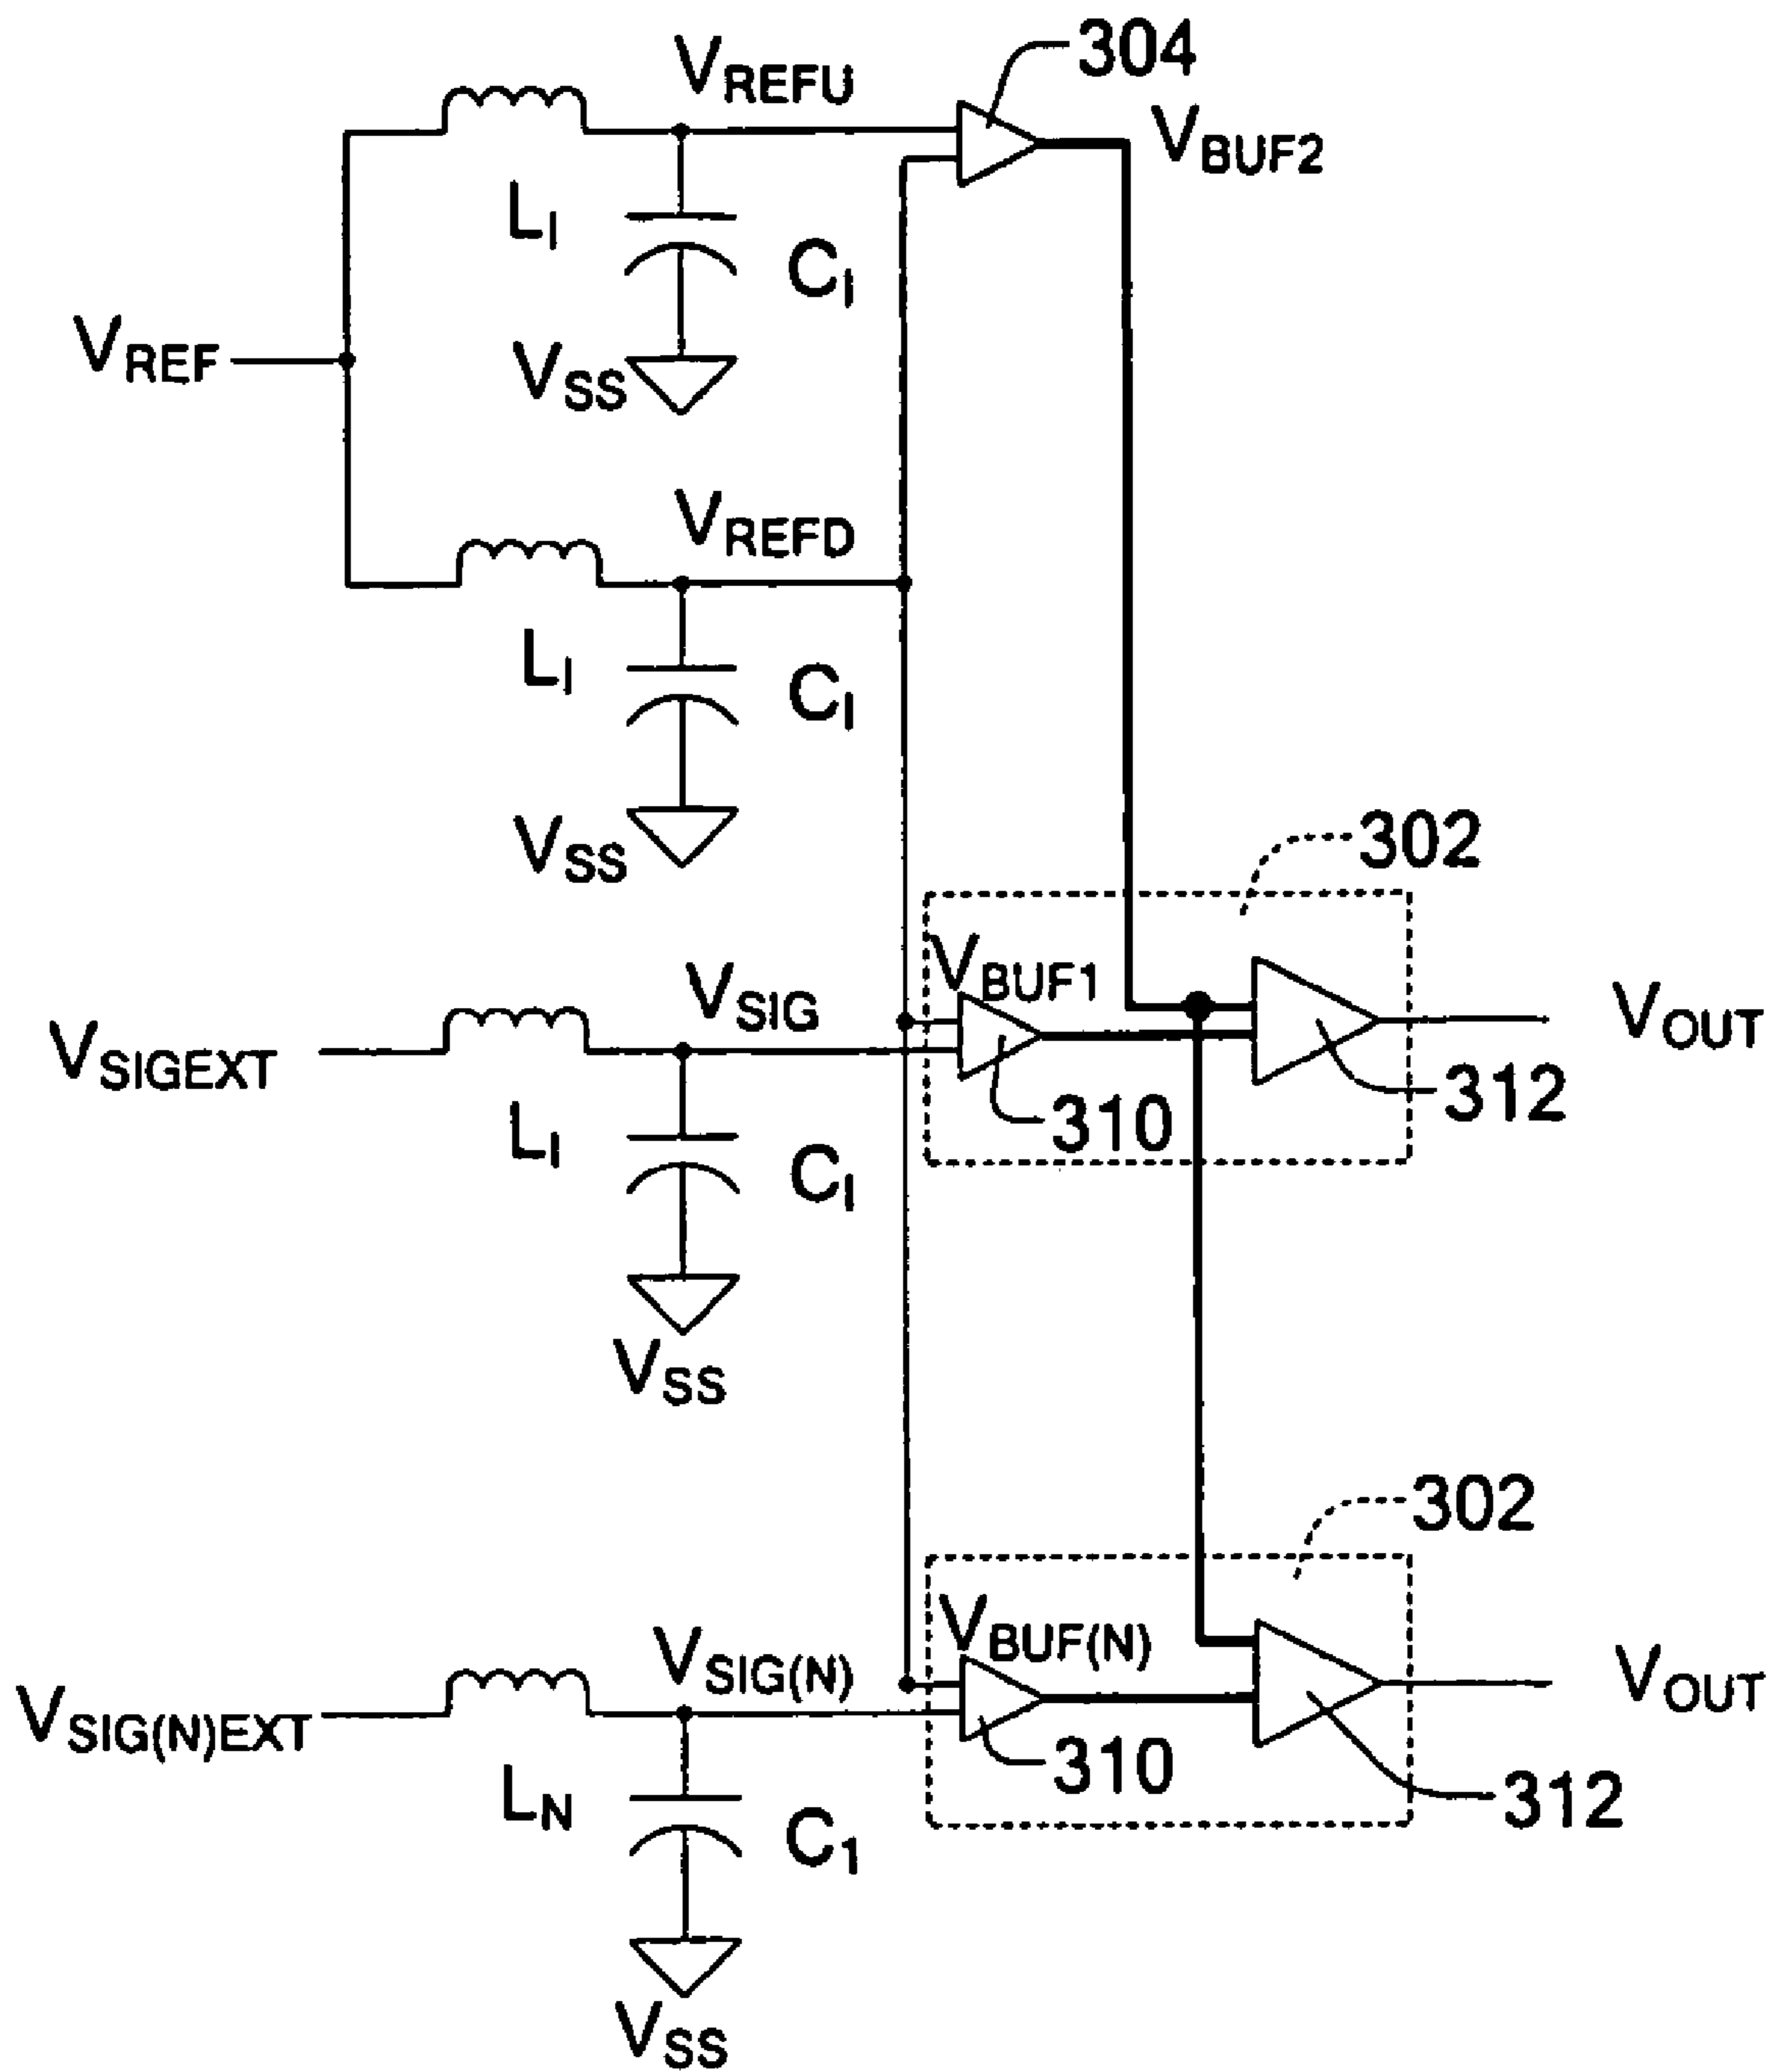 304
VREFU
VBUF2
LI
CI
VREF
VSS
VREFD
LI
CI
VSS
302
VBUF1
VSIG
VOUT
VSIGEXT
312
310
LI
CI
VSS
302
VBUF(N)
VSIG(N)
VOUT
VSIG(N)EXT
310
312
LN
C1
VSS